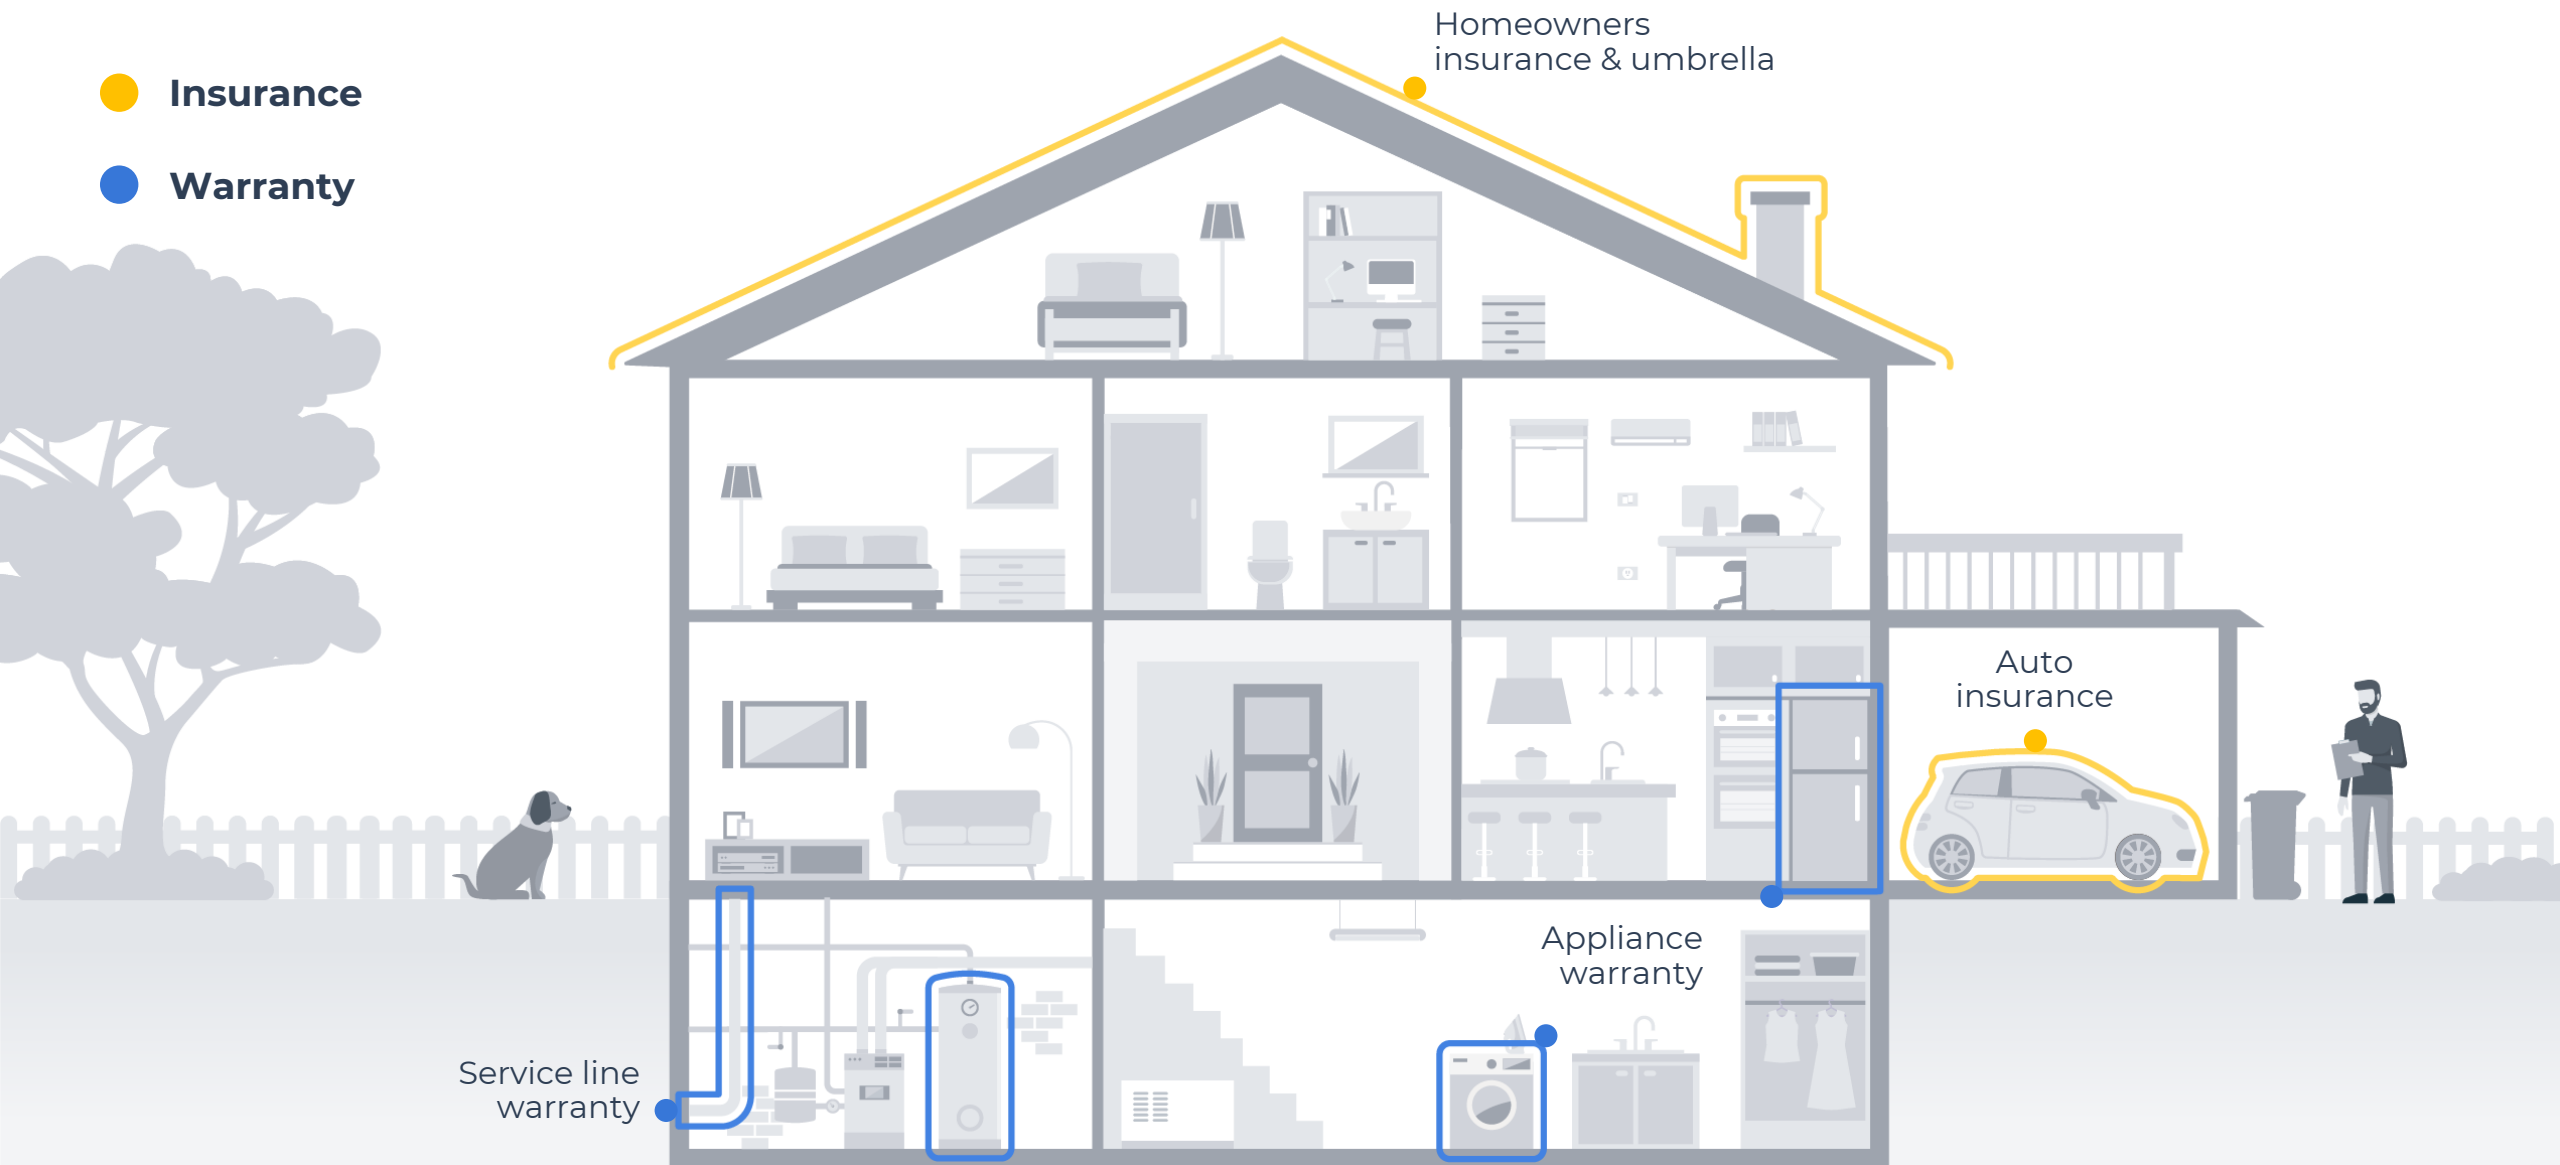 Homeowners
insurance & umbrella
Insurance
Warranty
Auto
insurance
Appliance
warranty
Service line
warranty